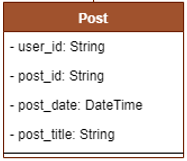 Post
- user_id: String
- post_id: String
- post_date: DateTime
- post_title: String